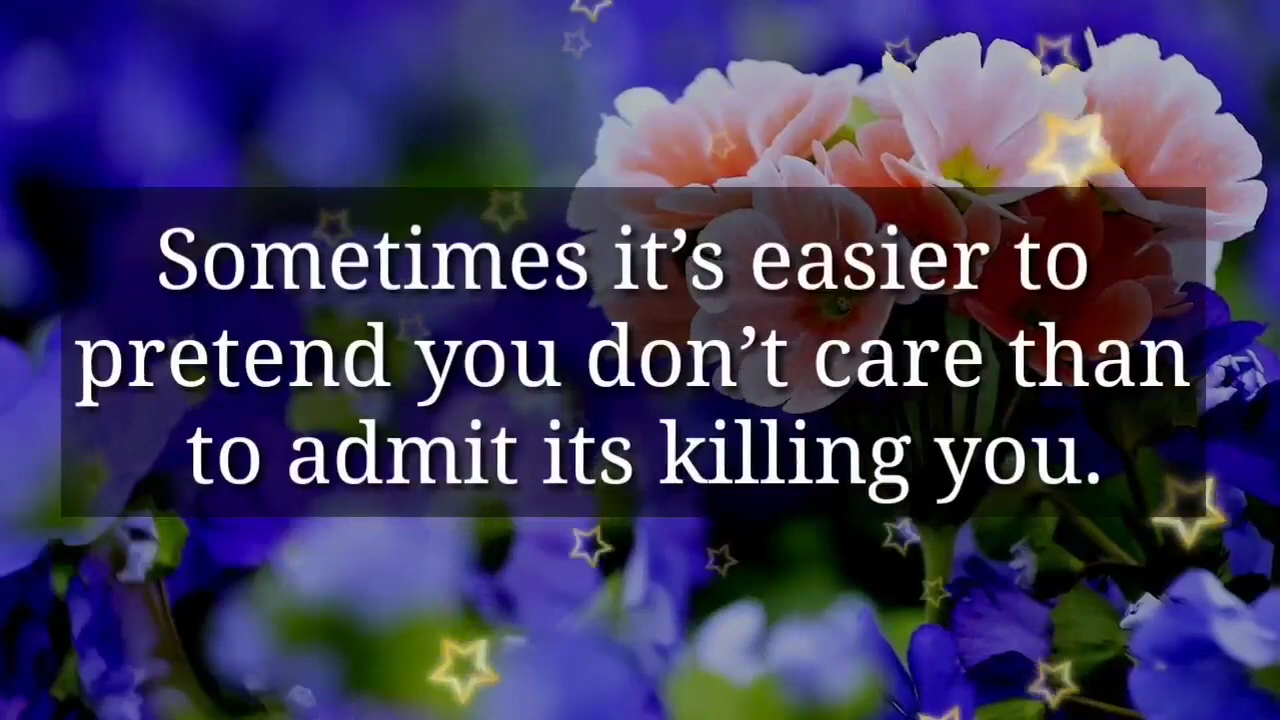 Sometimes it’s easier to
pretend you don’t care than
to admit its killing you.